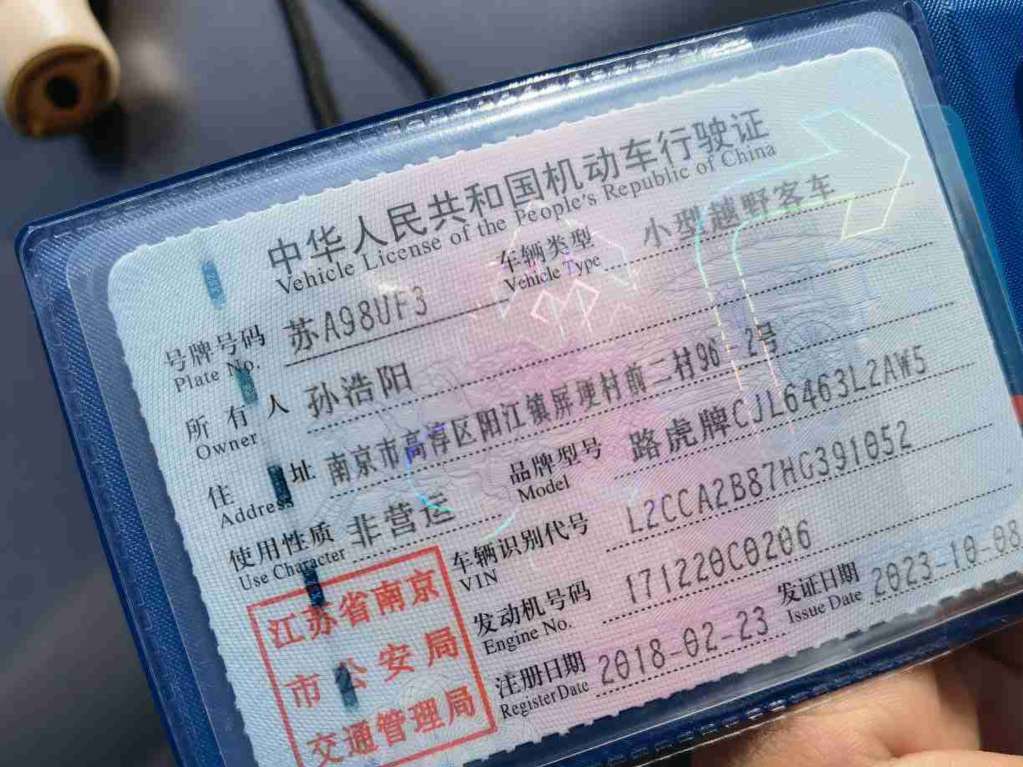 中华人民共和国机动车行驶证
Vehicle License of the People's Republic of China
号牌号码 苏A98UF3 车辆类型 小型越野客车
Plate No. Vehicle Type
所有人 孙浩阳
Owner
住址 南京市高淳区阳江镇屏埂村前二村96-2号
Address
使用性质 非营运 品牌型号 路虎牌CJL6463L2AW5
Use Character Model
车辆识别代号 L2CCA2B87HG391052
VIN
发动机号码 171220C0206
Engine No.
注册日期 2018-02-23 发证日期 2023-10-08
Register Date Issue Date
江苏省南京
市公安局
交通管理局